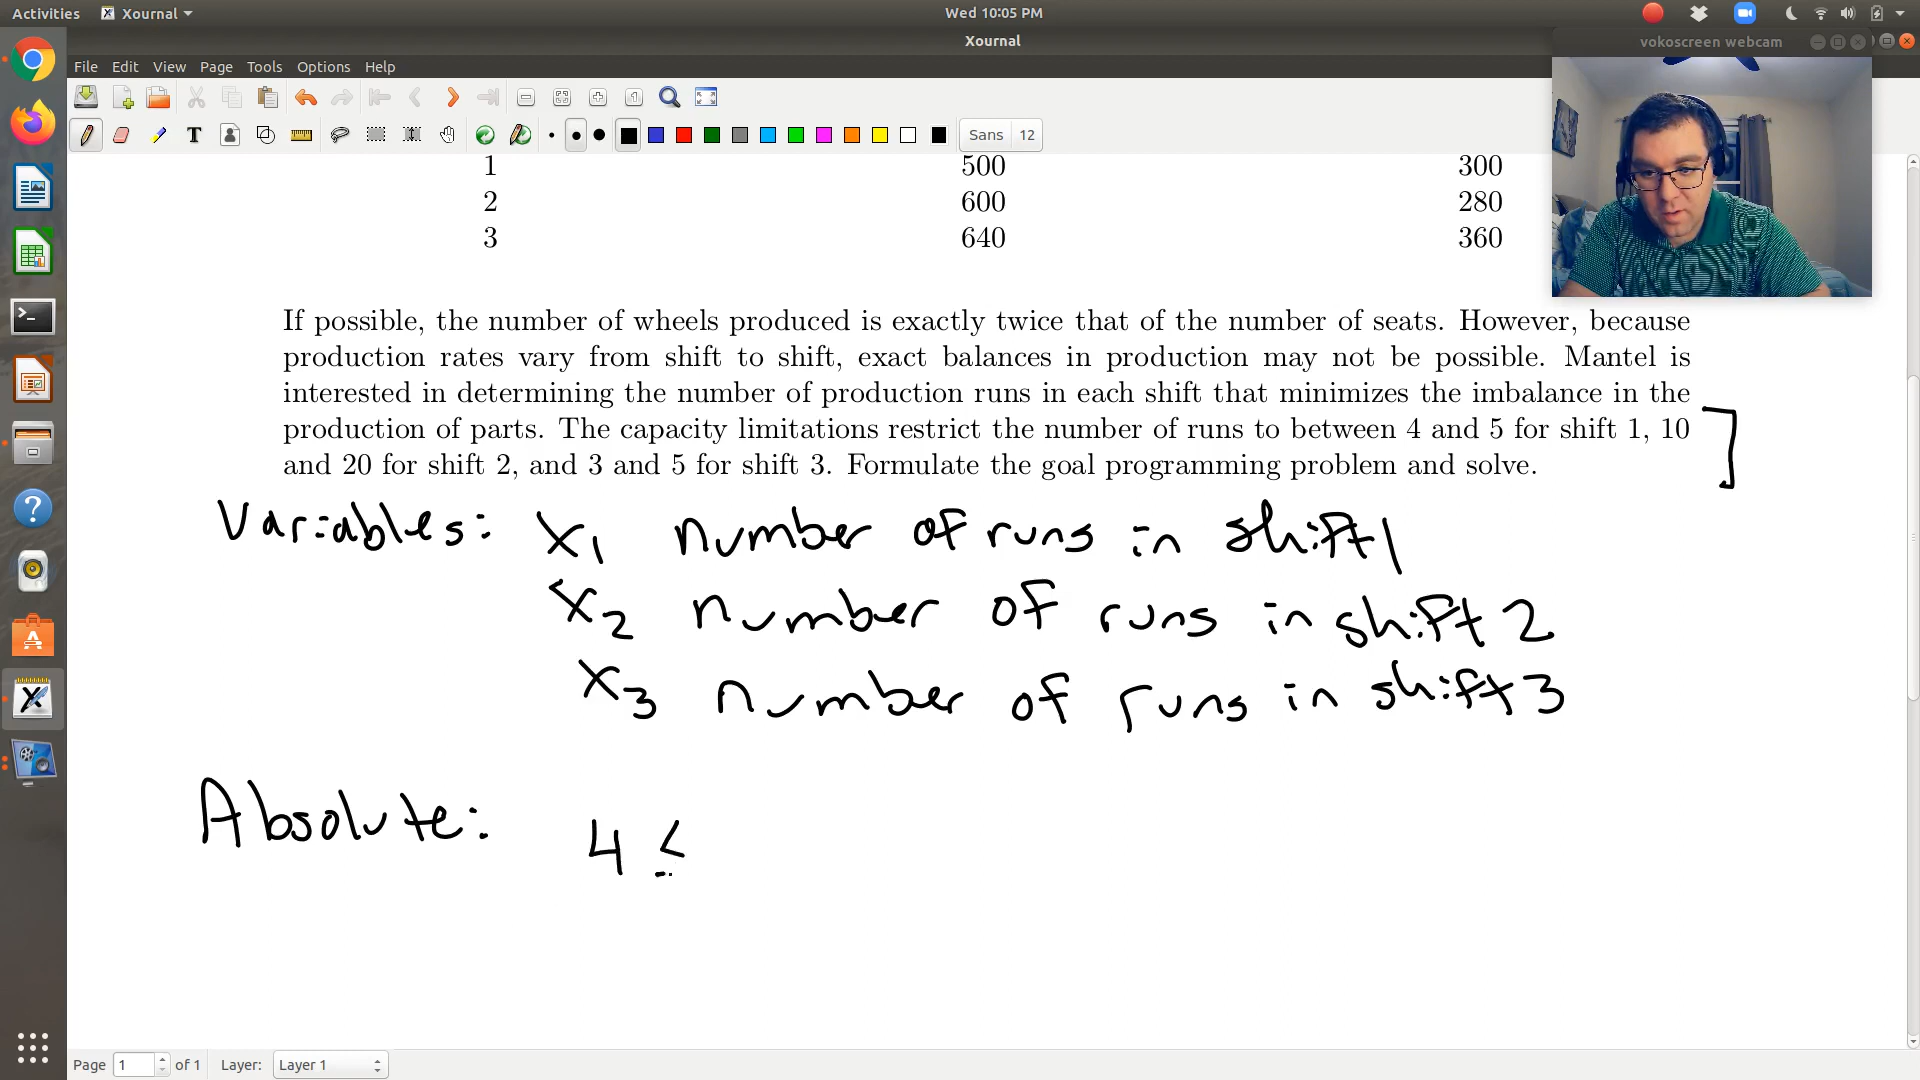 Activities Xournal Wed 10:05 PM
Xournal
vokoscreen webcam
File Edit View Page Tools Options Help
T Sans 12
1 500 300
2 600 280
3 640 360
If possible, the number of wheels produced is exactly twice that of the number of seats. However, because
production rates vary from shift to shift, exact balances in production may not be possible. Mantel is
interested in determining the number of production runs in each shift that minimizes the imbalance in the
production of parts. The capacity limitations restrict the number of runs to between 4 and 5 for shift 1, 10
and 20 for shift 2, and 3 and 5 for shift 3. Formulate the goal programming problem and solve.
Variables: x₁ number of runs in shift 1
x₂ number of runs in shift 2
x₃ number of runs in shift 3
Absolute: 4 ≤
Page 1 of 1 Layer: Layer 1